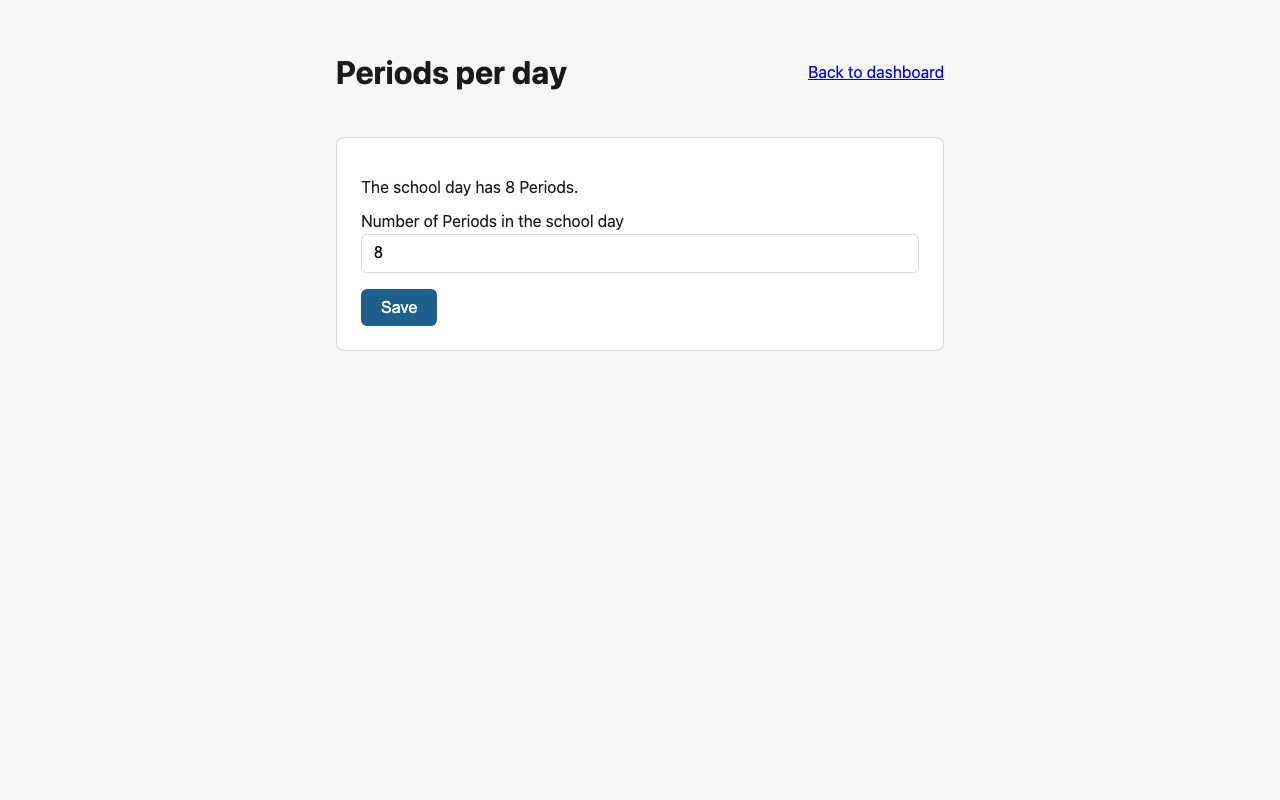 Periods per day
Back to dashboard
The school day has 8 Periods.
Number of Periods in the school day
8
Save